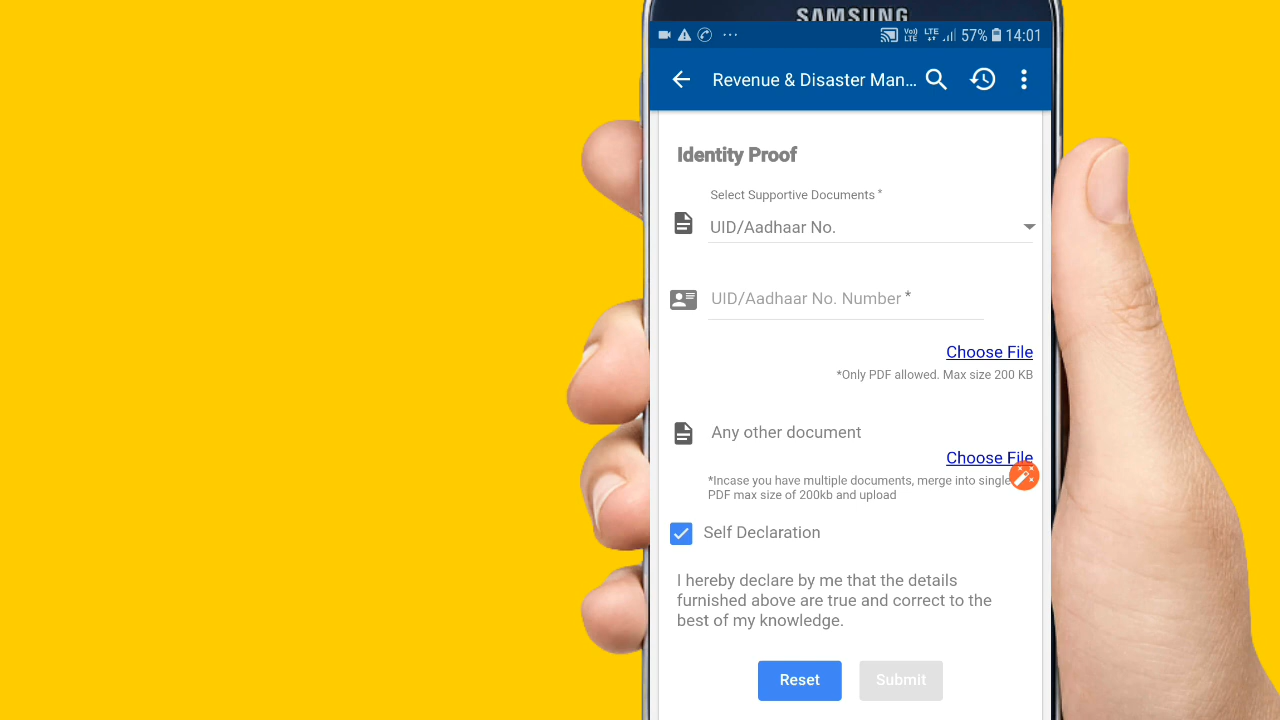 SAMSUNG
Vo) LTE LTE 57% 14:01
Revenue & Disaster Man...
Identity Proof
Select Supportive Documents *
UID/Aadhaar No.
UID/Aadhaar No. Number *
Choose File
*Only PDF allowed. Max size 200 KB
Any other document
Choose File
*Incase you have multiple documents, merge into single
PDF max size of 200kb and upload
Self Declaration
I hereby declare by me that the details
furnished above are true and correct to the
best of my knowledge.
Reset Submit